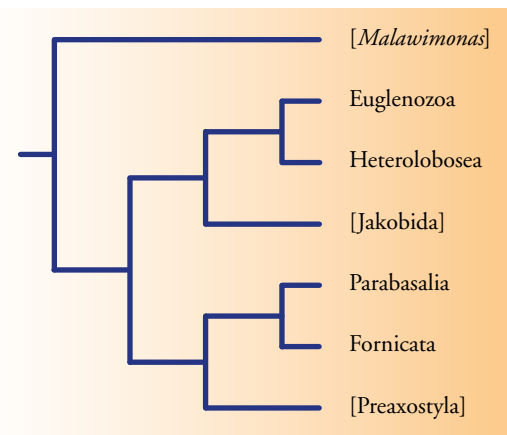 [Malawimonas]
Euglenozoa
Heterolobosea
[Jakobida]
Parabasalia
Fornicata
[Preaxostyla]